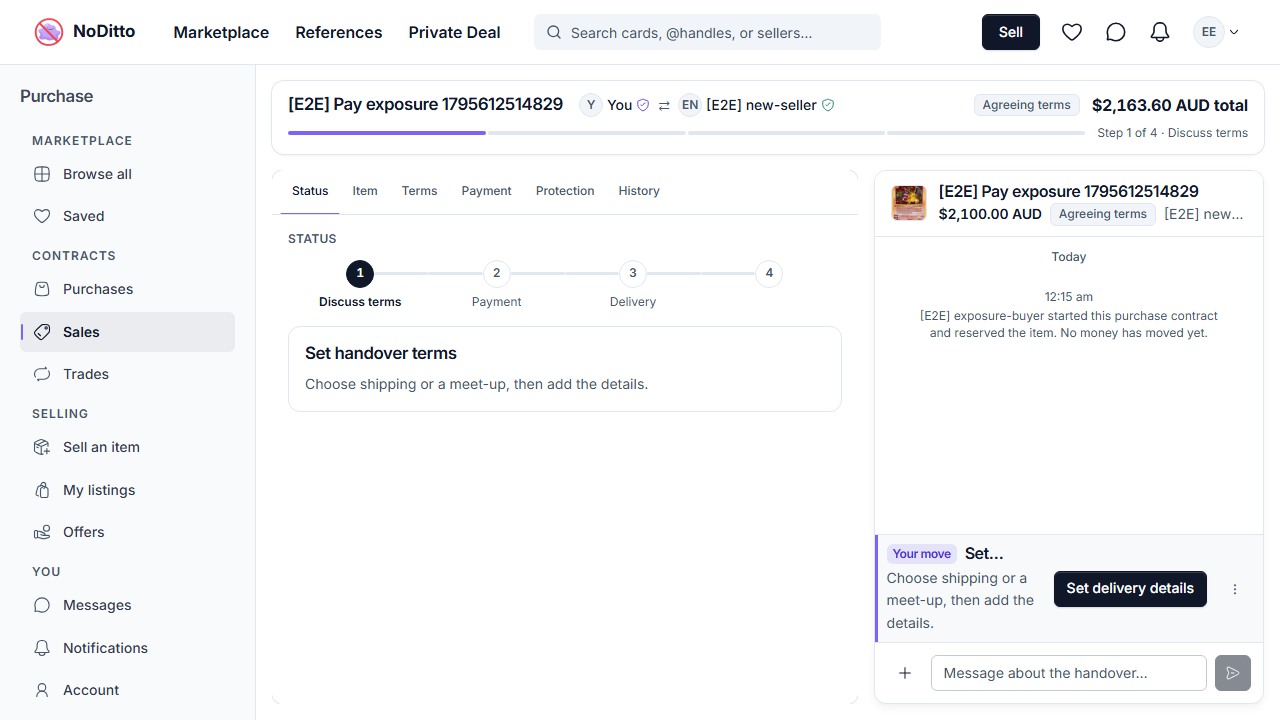 NoDitto
Marketplace
References
Private Deal
Search cards, @handles, or sellers...
Sell
EE
Purchase
MARKETPLACE
Browse all
Saved
CONTRACTS
Purchases
Sales
Trades
SELLING
Sell an item
My listings
Offers
YOU
Messages
Notifications
Account
[E2E] Pay exposure 1795612514829
Y You
EN [E2E] new-seller
Agreeing terms
$2,163.60 AUD total
Step 1 of 4 · Discuss terms
Status
Item
Terms
Payment
Protection
History
STATUS
1
2
3
4
Discuss terms
Payment
Delivery
Set handover terms
Choose shipping or a meet-up, then add the details.
[E2E] Pay exposure 1795612514829
$2,100.00 AUD
Agreeing terms
[E2E] new...
Today
12:15 am
[E2E] exposure-buyer started this purchase contract
and reserved the item. No money has moved yet.
Your move
Set...
Choose shipping or a
meet-up, then add the
details.
Set delivery details
Message about the handover...